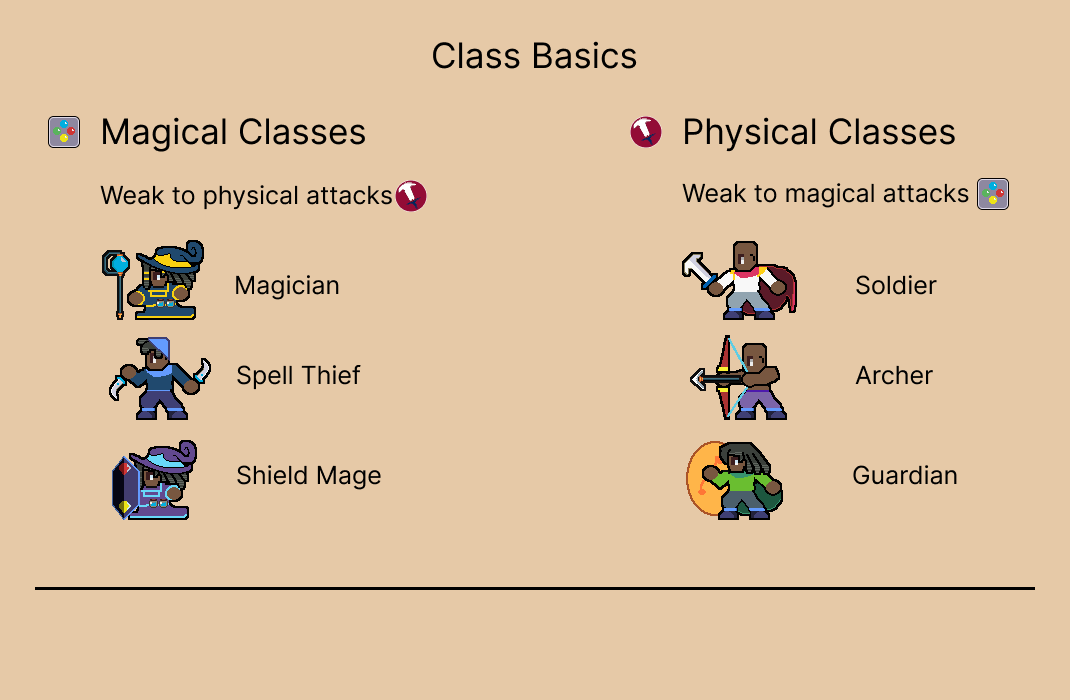 Class Basics
Magical Classes
Weak to physical attacks
Magician
Spell Thief
Shield Mage
Physical Classes
Weak to magical attacks
Soldier
Archer
Guardian